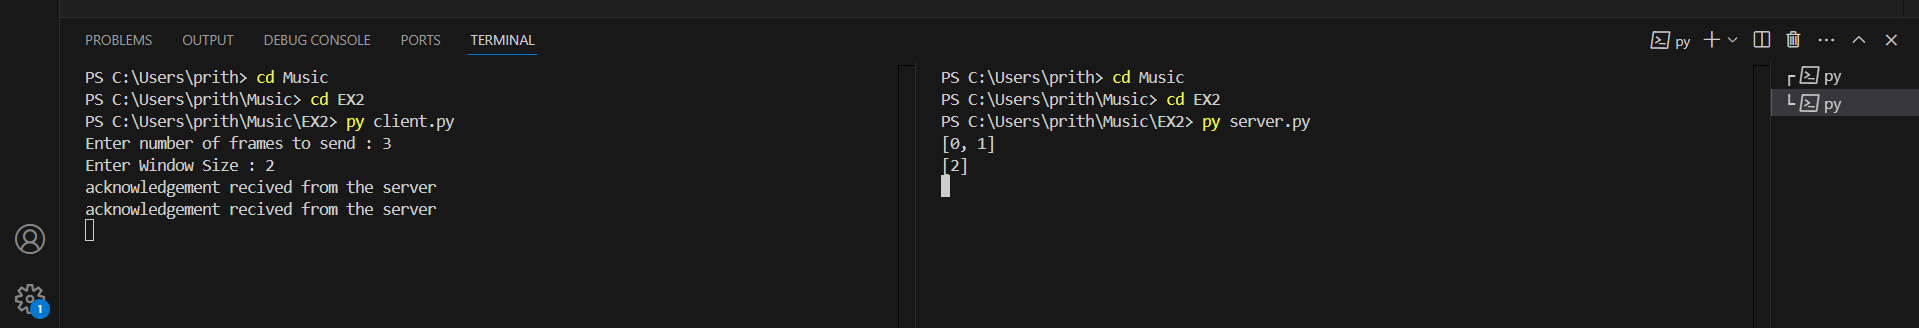 PROBLEMS OUTPUT DEBUG CONSOLE PORTS TERMINAL
py
PS C:\Users\prith> cd Music
PS C:\Users\prith\Music> cd EX2
PS C:\Users\prith\Music\EX2> py client.py
Enter number of frames to send : 3
Enter Window Size : 2
acknowledgement recived from the server
acknowledgement recived from the server
PS C:\Users\prith> cd Music
PS C:\Users\prith\Music> cd EX2
PS C:\Users\prith\Music\EX2> py server.py
[0, 1]
[2]
py
py
1